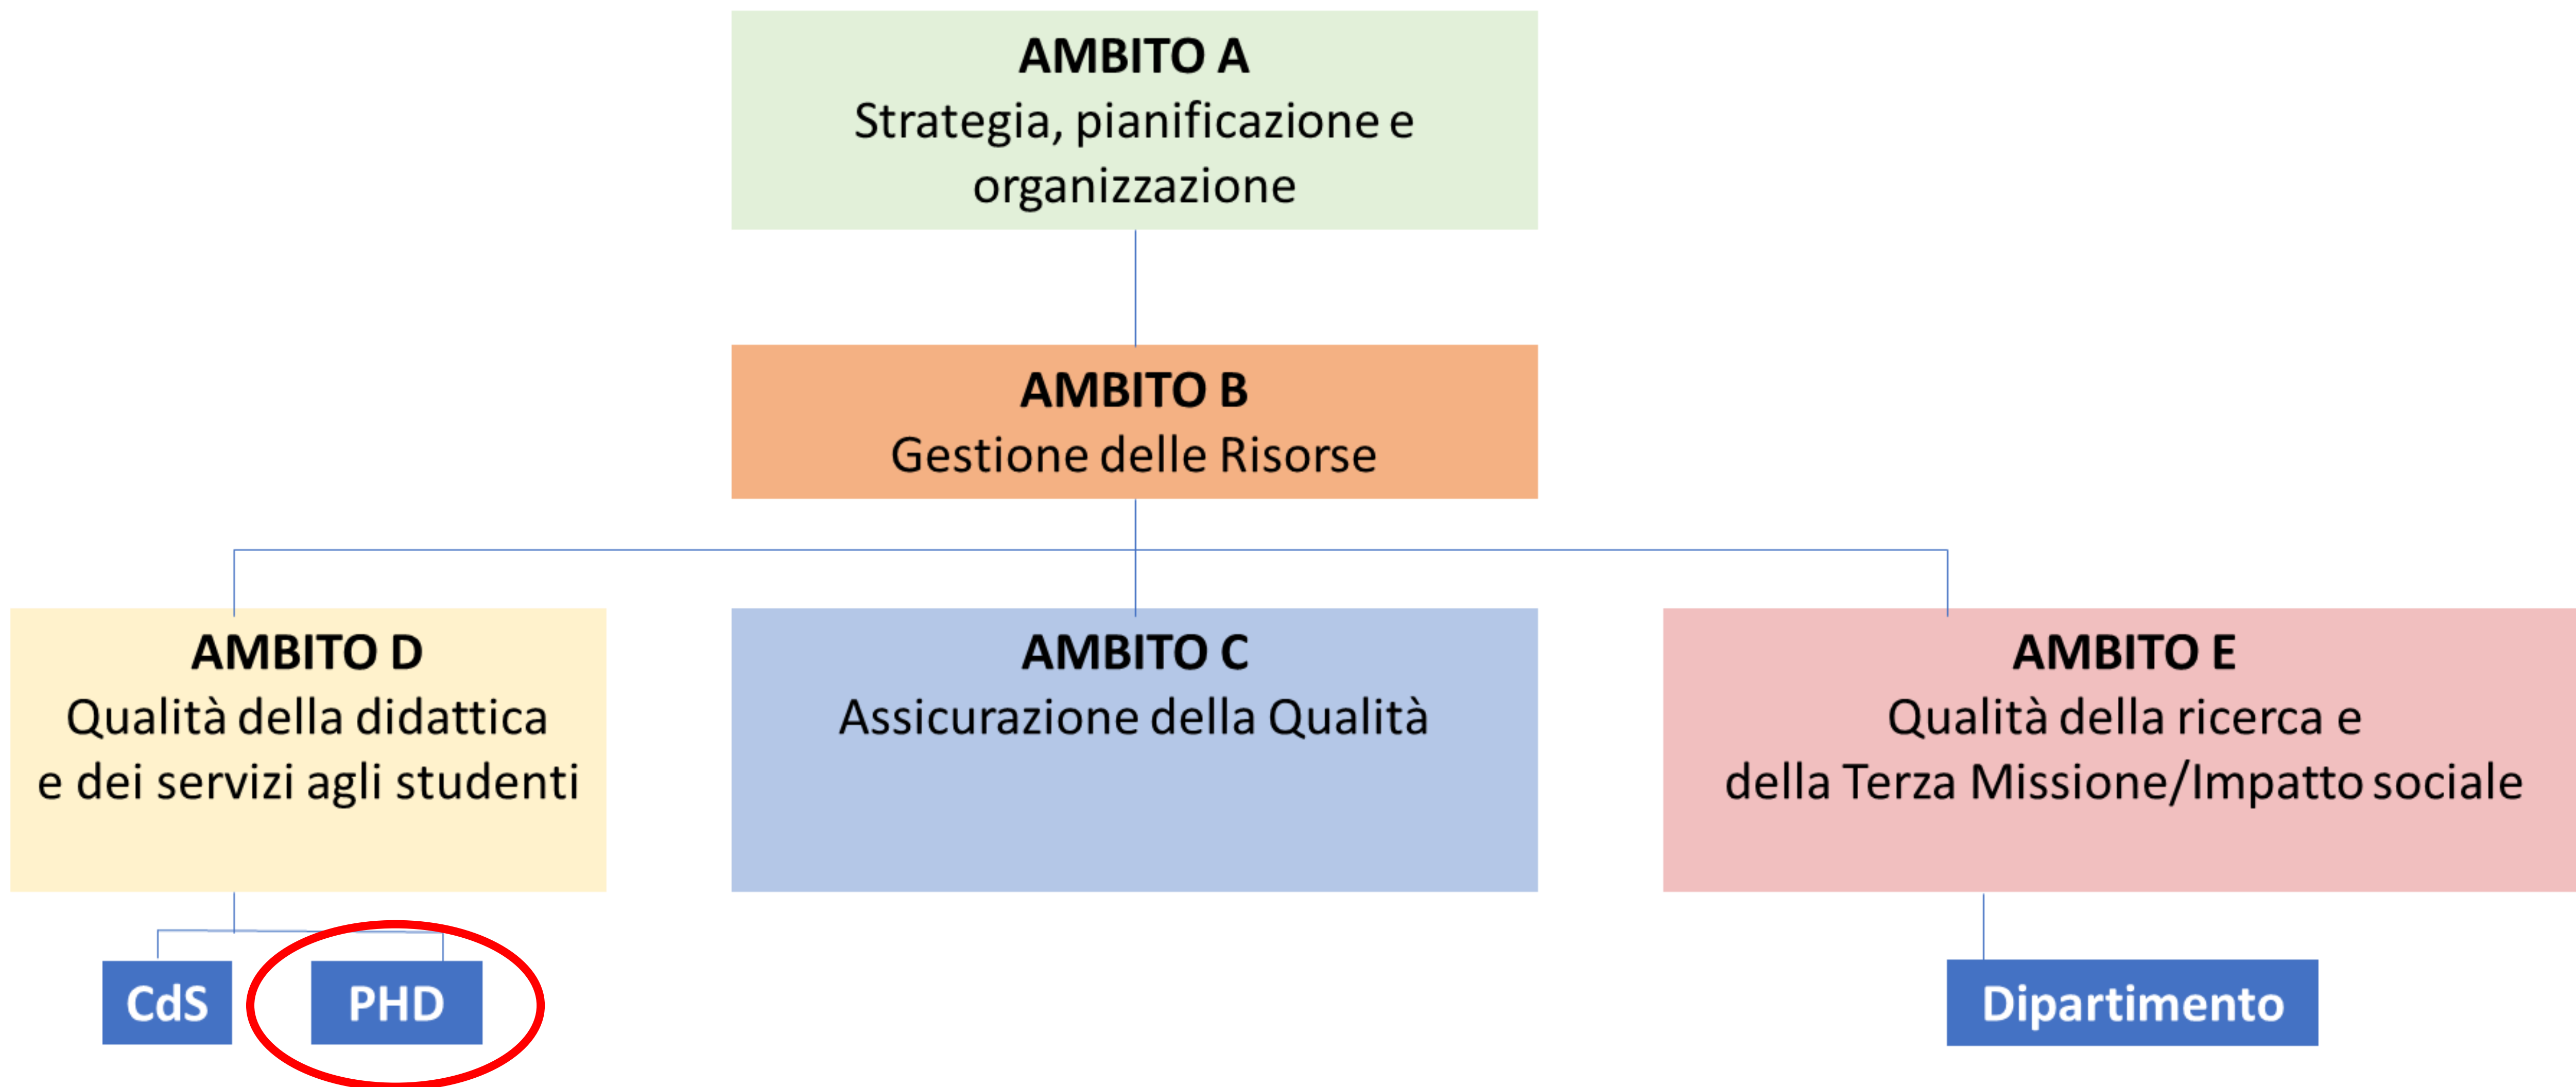 AMBITO A
Strategia, pianificazione e
organizzazione
AMBITO B
Gestione delle Risorse
AMBITO D
Qualità della didattica
e dei servizi agli studenti
AMBITO C
Assicurazione della Qualità
AMBITO E
Qualità della ricerca e
della Terza Missione/Impatto sociale
CdS
PHD
Dipartimento